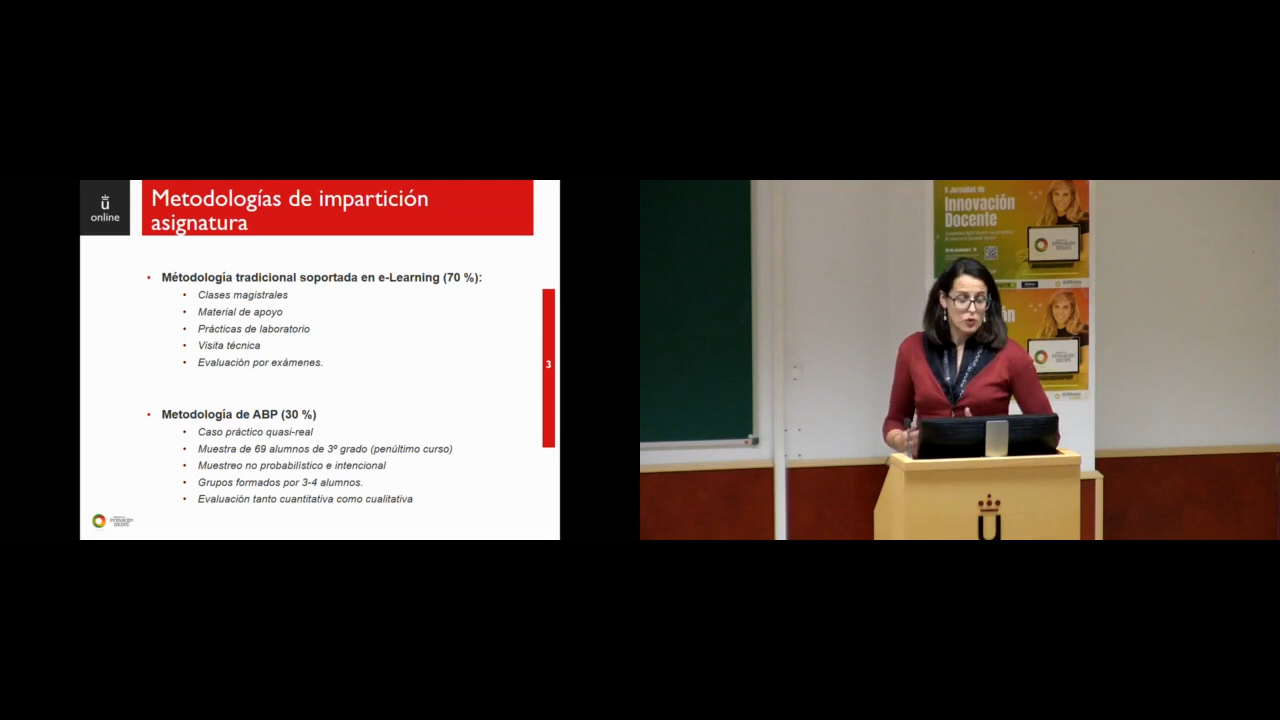 ü
online
Metodologías de impartición
asignatura
Métodología tradicional soportada en e-Learning (70 %):
Clases magistrales
Material de apoyo
Prácticas de laboratorio
Visita técnica
Evaluación por exámenes.
3
Metodología de ABP (30 %)
Caso práctico quasi-real
Muestra de 69 alumnos de 3º grado (penúltimo curso)
Muestreo no probabilístico e intencional
Grupos formados por 3-4 alumnos.
Evaluación tanto cuantitativa como cualitativa
innovación
V Jornadas de
Innovación
Docente
U